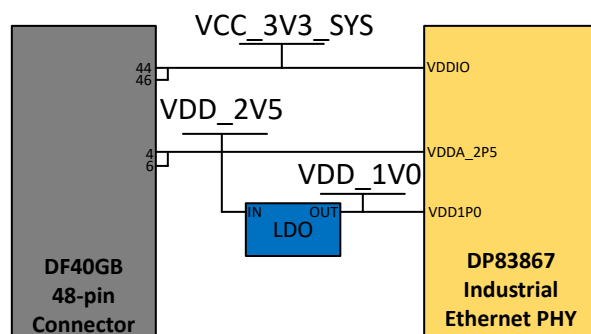 VCC_3V3_SYS
44
46
VDDIO
VDD_2V5
4
6
VDDA_2P5
VDD_1V0
IN
OUT
LDO
VDD1P0
DF40GB
48-pin
Connector
DP83867
Industrial
Ethernet PHY